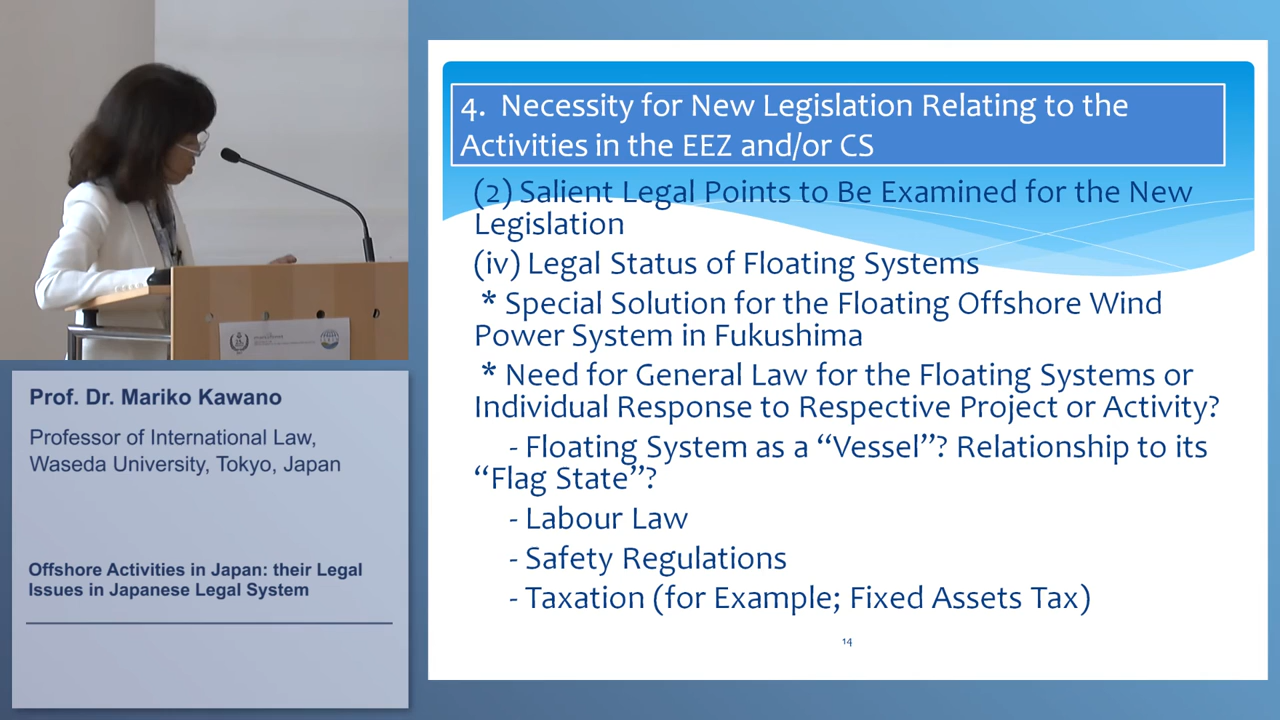 4. Necessity for New Legislation Relating to the
Activities in the EEZ and/or CS
(2) Salient Legal Points to Be Examined for the New
Legislation
(iv) Legal Status of Floating Systems
* Special Solution for the Floating Offshore Wind
Power System in Fukushima
* Need for General Law for the Floating Systems or
Individual Response to Respective Project or Activity?
- Floating System as a “Vessel”? Relationship to its
“Flag State”?
- Labour Law
- Safety Regulations
- Taxation (for Example; Fixed Assets Tax)
14
Prof. Dr. Mariko Kawano
Professor of International Law,
Waseda University, Tokyo, Japan
Offshore Activities in Japan: their Legal
Issues in Japanese Legal System